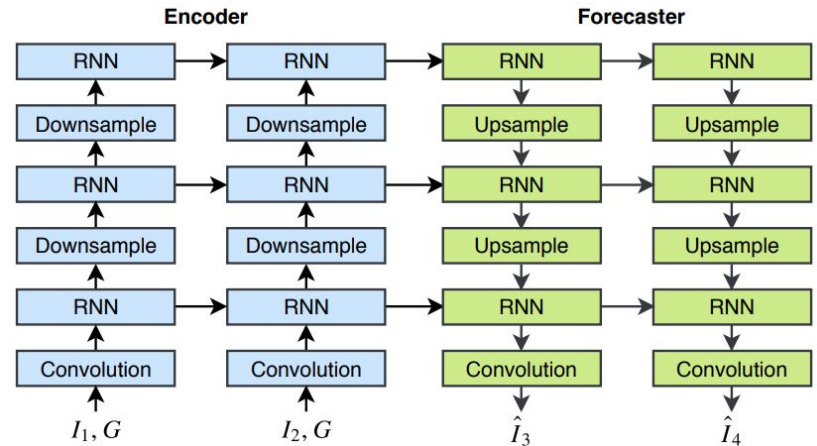 Encoder Forecaster
RNN RNN RNN RNN
Downsample Downsample Upsample Upsample
RNN RNN RNN RNN
Downsample Downsample Upsample Upsample
RNN RNN RNN RNN
Convolution Convolution Convolution Convolution
I₁, G I₂, G Î₃ Î₄